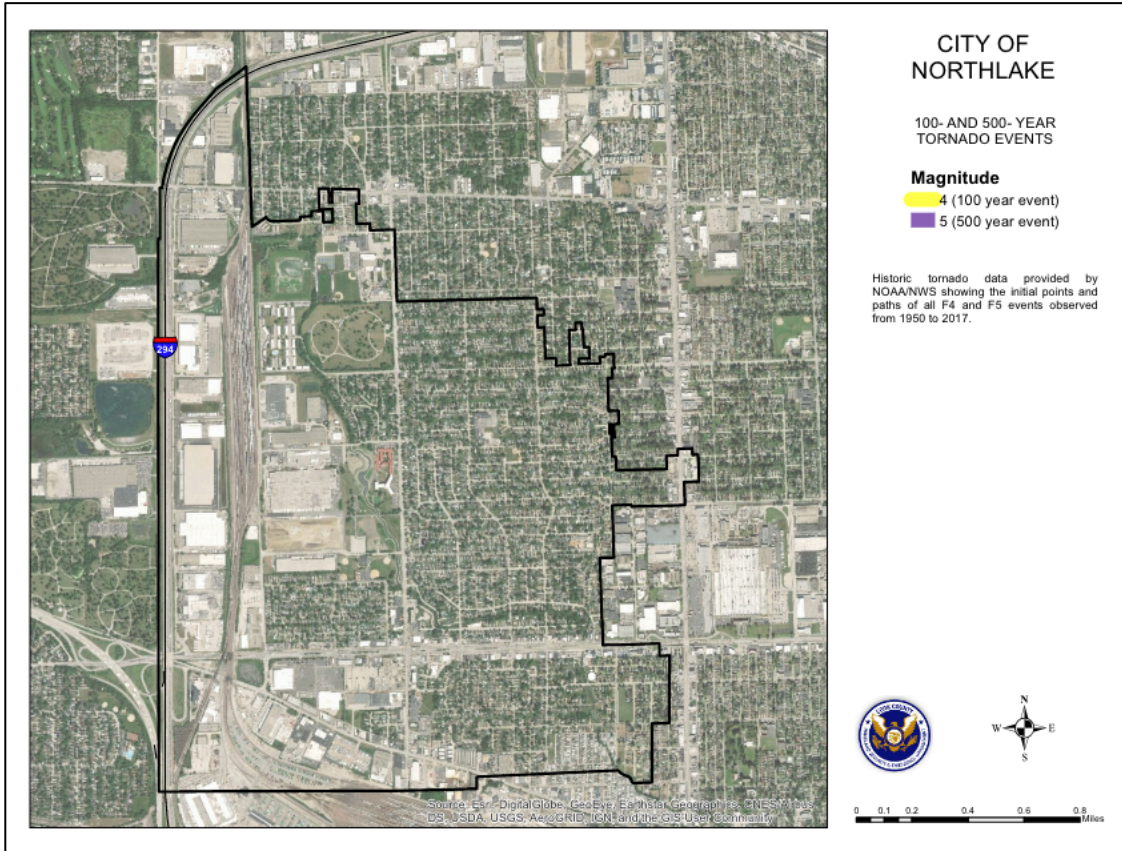 CITY OF
NORTHLAKE
100- AND 500- YEAR
TORNADO EVENTS
Magnitude
4 (100 year event)
5 (500 year event)
Historic tornado data provided by
NOAA/NWS showing the initial points and
paths of all F4 and F5 events observed
from 1950 to 2017.
294
N
W E
S
COOK COUNTY
0 0.1 0.2 0.4 0.6 0.8
Miles
Source: Esri, DigitalGlobe, GeoEye, Earthstar Geographics, CNES/Airbus
DS, USDA, USGS, AeroGRID, IGN, and the GIS User Community